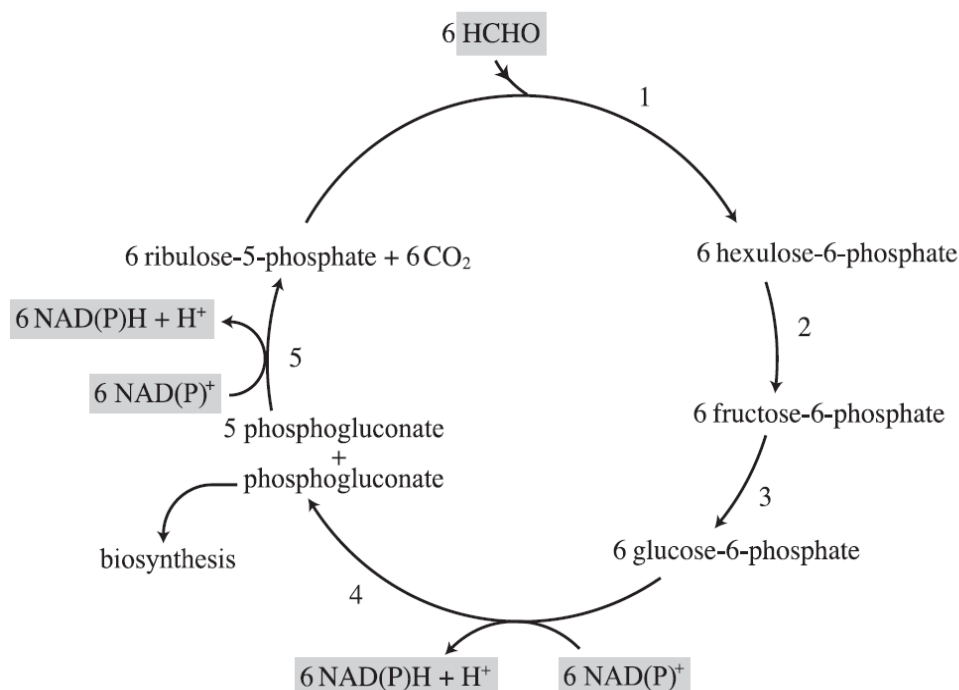 6 HCHO
1
6 ribulose-5-phosphate + 6 CO₂
6 hexulose-6-phosphate
6 NAD(P)H + H⁺
2
5
6 NAD(P)⁺
6 fructose-6-phosphate
5 phosphogluconate
+
phosphogluconate
3
biosynthesis
6 glucose-6-phosphate
4
6 NAD(P)H + H⁺
6 NAD(P)⁺